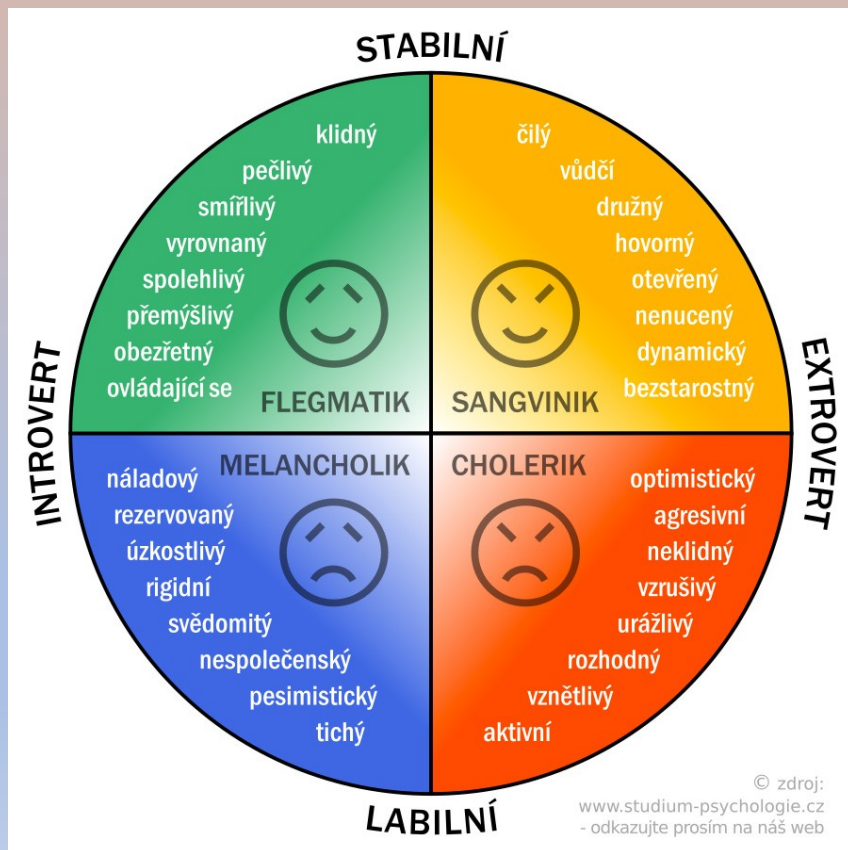 STABILNÍ
klidný
pečlivý
smířlivý
vyrovnaný
spolehlivý
přemýšlivý
obezřetný
ovládající se
FLEGMATIK
čilý
vůdčí
družný
hovorný
otevřený
nenucený
dynamický
bezstarostný
SANGVINIK
INTROVERT
EXTROVERT
MELANCHOLIK
náladový
rezervovaný
úzkostlivý
rigidní
svědomitý
nespolečenský
pesimistický
tichý
CHOLERIK
optimistický
agresivní
neklidný
vzrušivý
urážlivý
rozhodný
vznětlivý
aktivní
LABILNÍ
© zdroj:
www.studium-psychologie.cz
- odkazujte prosím na náš web